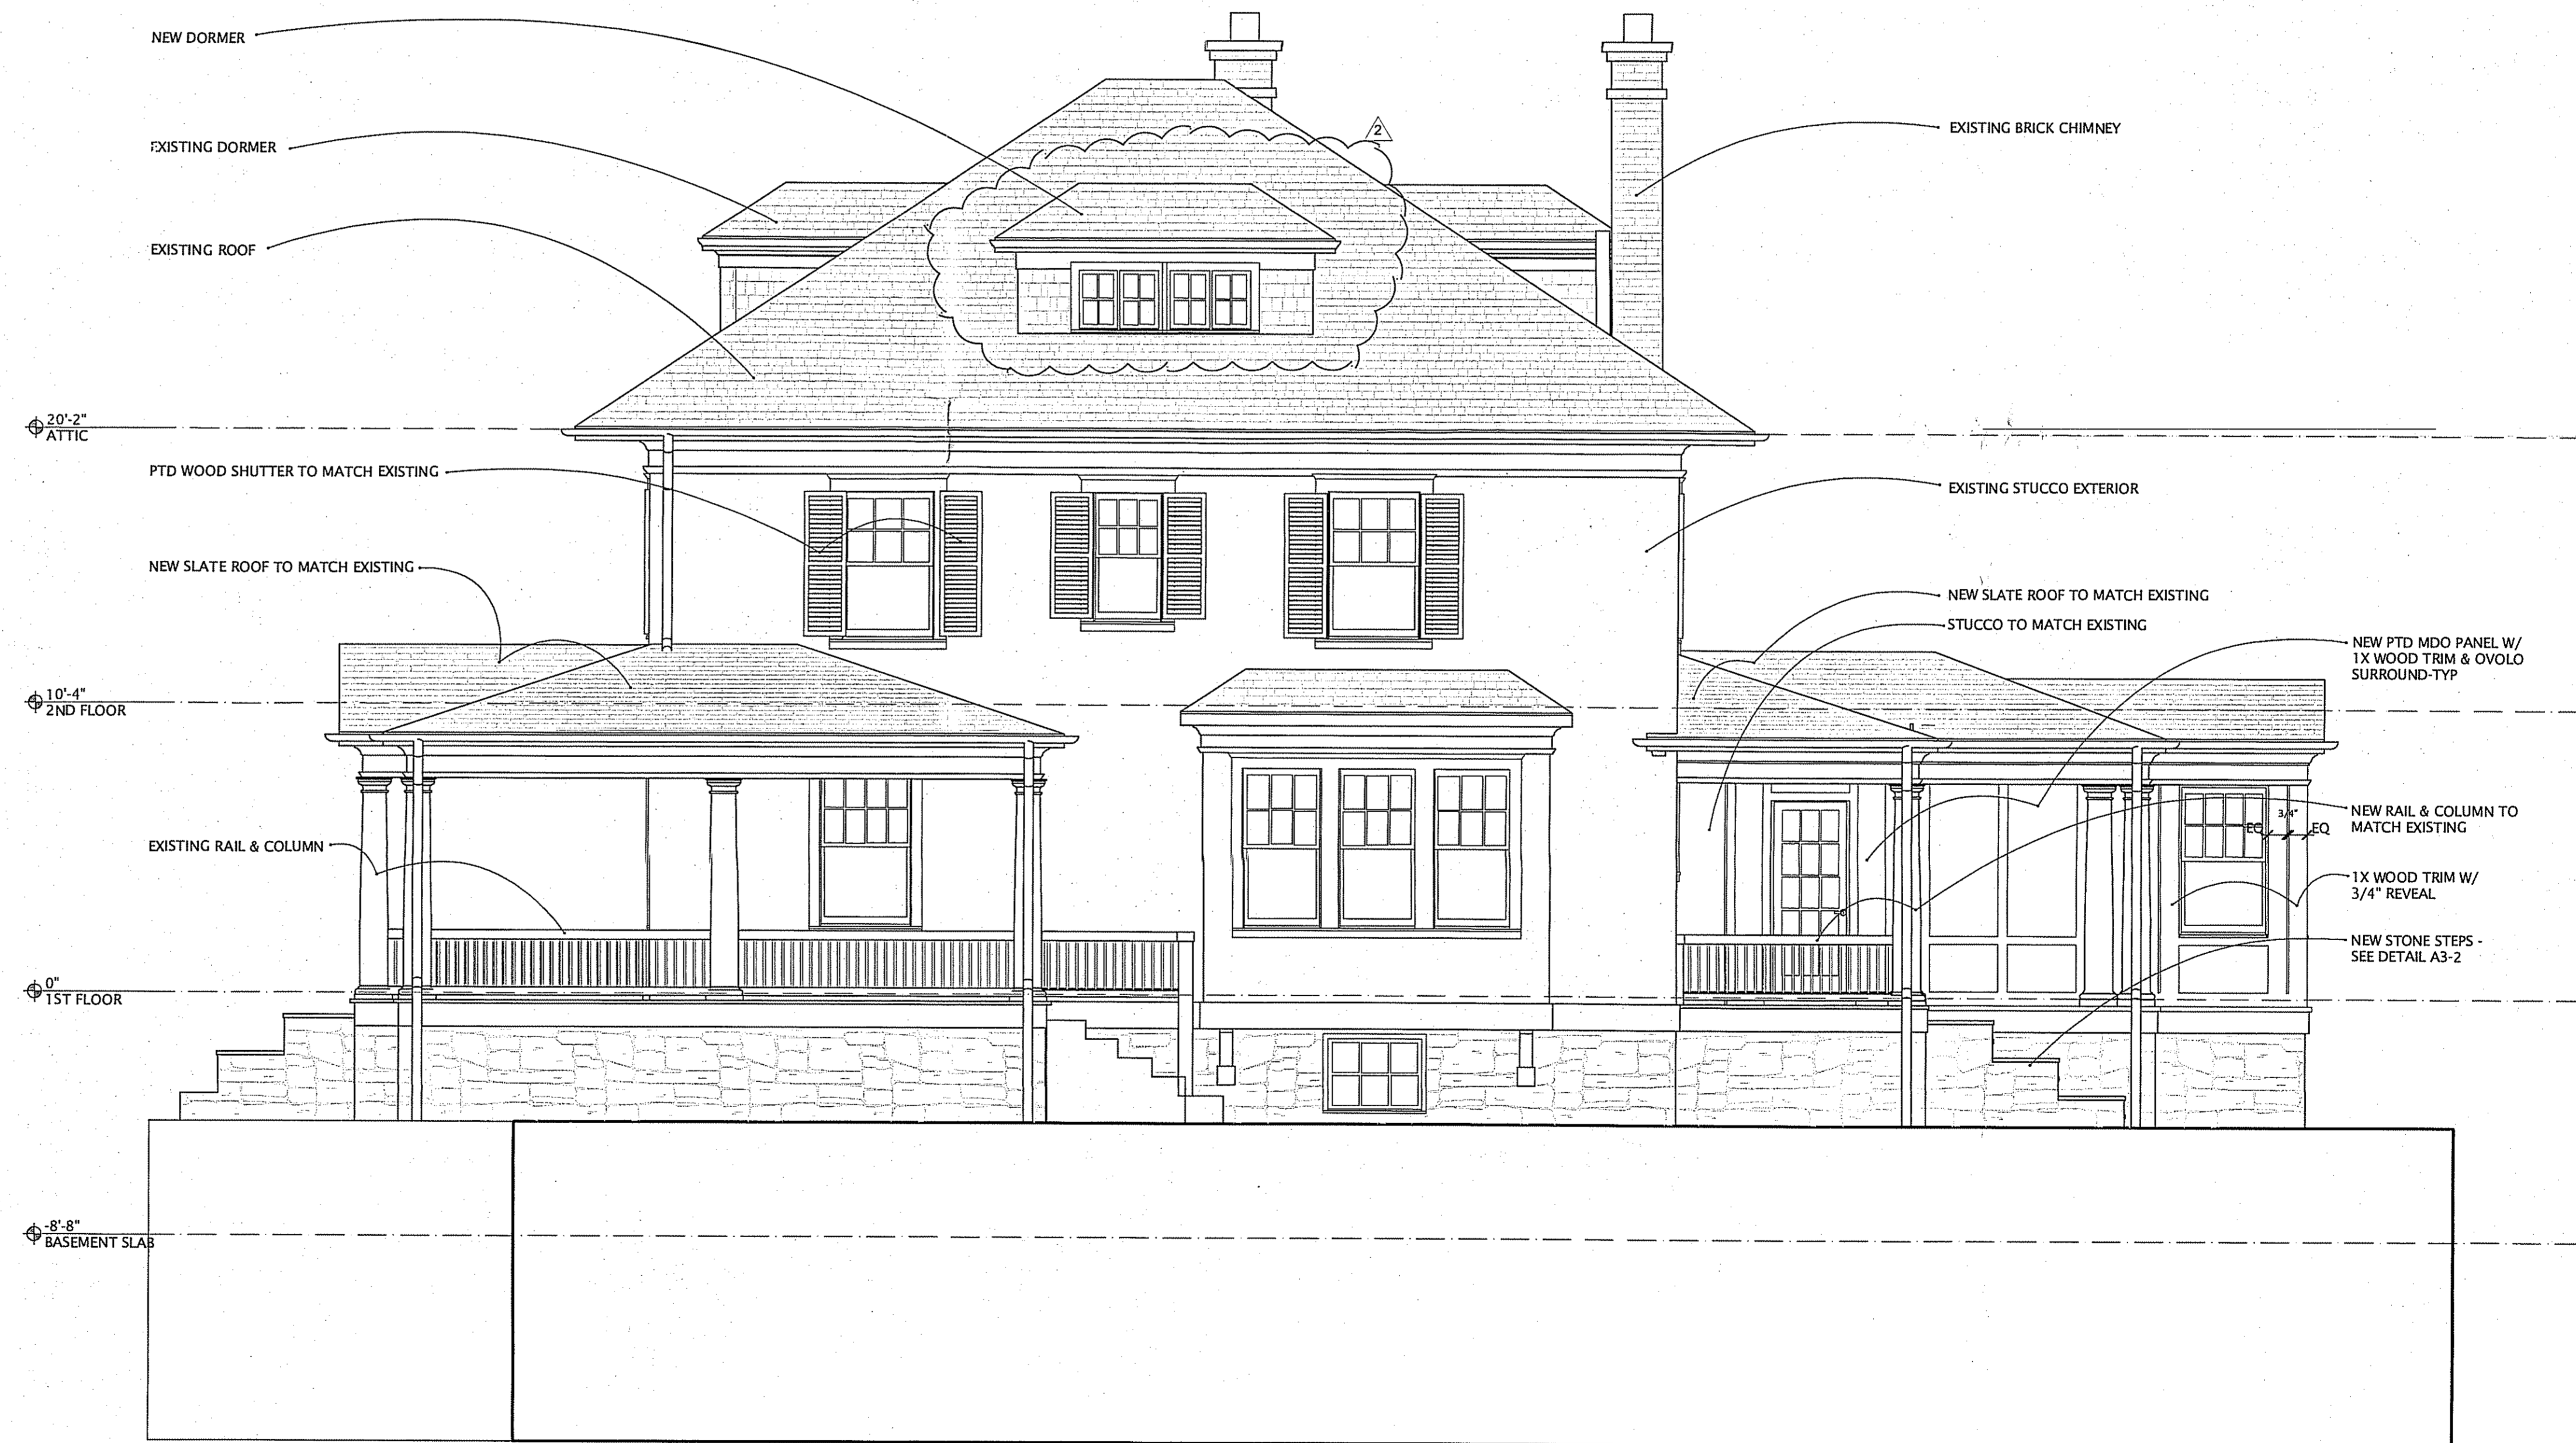 NEW DORMER
2
EXISTING BRICK CHIMNEY
EXISTING DORMER
EXISTING ROOF
20'-2"
ATTIC
PTD WOOD SHUTTER TO MATCH EXISTING
EXISTING STUCCO EXTERIOR
NEW SLATE ROOF TO MATCH EXISTING
NEW SLATE ROOF TO MATCH EXISTING
STUCCO TO MATCH EXISTING
NEW PTD MDO PANEL W/
1X WOOD TRIM & OVOLO
SURROUND-TYP
10'-4"
2ND FLOOR
NEW RAIL & COLUMN TO
MATCH EXISTING
3/4"
EQ
EQ
EXISTING RAIL & COLUMN
1X WOOD TRIM W/
3/4" REVEAL
NEW STONE STEPS -
SEE DETAIL A3-2
0"
1ST FLOOR
-8'-8"
BASEMENT SLAB